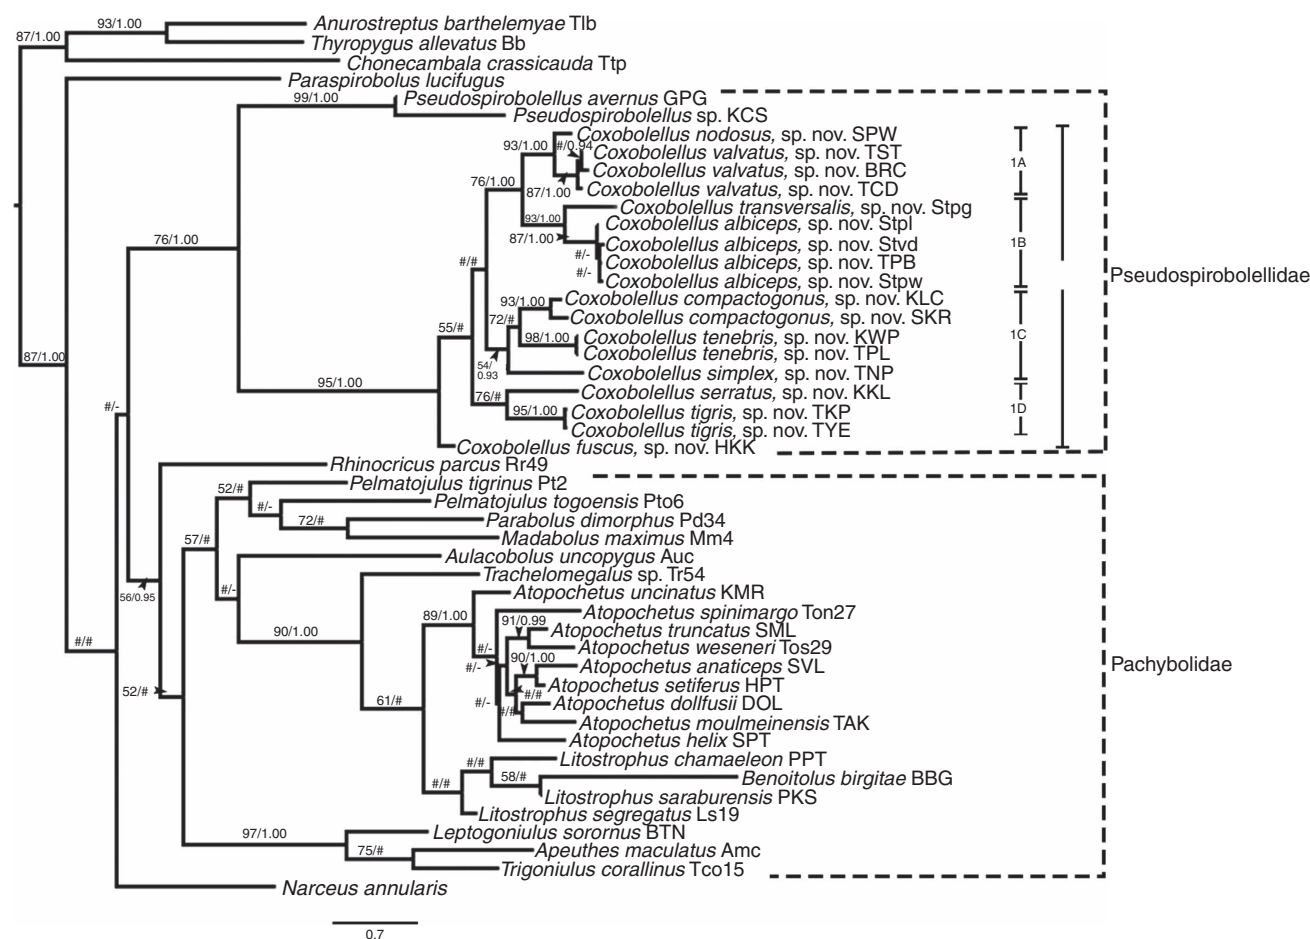 93/1.00
Anurostreptus barthelemyae Tlb
87/1.00
Thyropygus allevatus Bb
Chonecambala crassicauda Ttp
Paraspirobolus lucifugus
99/1.00
Pseudospirobolellus avernus GPG
Pseudospirobolellus sp. KCS
Coxobolellus nodosus, sp. nov. SPW
93/1.00
#/0.94
Coxobolellus valvatus, sp. nov. TST
1A
Coxobolellus valvatus, sp. nov. BRC
76/1.00
87/1.00
Coxobolellus valvatus, sp. nov. TCD
Coxobolellus transversalis, sp. nov. Stpg
93/1.00
Coxobolellus albiceps, sp. nov. Stpl
87/1.00
76/1.00
Coxobolellus albiceps, sp. nov. Stvd
1B
#/-
#/#
Coxobolellus albiceps, sp. nov. TPB
#/-
Coxobolellus albiceps, sp. nov. Stpw
Pseudospirobolellidae
93/1.00
Coxobolellus compactogonus, sp. nov. KLC
72/#
Coxobolellus compactogonus, sp. nov. SKR
55/#
98/1.00
Coxobolellus tenebris, sp. nov. KWP
1C
Coxobolellus tenebris, sp. nov. TPL
87/1.00
54/
0.93
Coxobolellus simplex, sp. nov. TNP
95/1.00
76/#
Coxobolellus serratus, sp. nov. KKL
1D
#/-
95/1.00
Coxobolellus tigris, sp. nov. TKP
Coxobolellus tigris, sp. nov. TYE
Coxobolellus fuscus, sp. nov. HKK
Rhinocricus parcus Rr49
52/#
Pelmatojulus tigrinus Pt2
#/-
Pelmatojulus togoensis Pto6
72/#
Parabolus dimorphus Pd34
57/#
Madabolus maximus Mm4
Aulacobolus uncopygus Auc
#/-
Trachelomegalus sp. Tr54
56/0.95
Atopochetus uncinatus KMR
89/1.00
Atopochetus spinimargo Ton27
91/0.99
Atopochetus truncatus SML
#/#
90/1.00
#/-
Atopochetus weseneri Tos29
90/1.00
#/-
Atopochetus anaticeps SVL
Pachybolidae
52/#
Atopochetus setiferus HPT
#/#
61/#
#/-
#/#
Atopochetus dollfusii DOL
Atopochetus moulmeinensis TAK
Atopochetus helix SPT
#/#
Litostrophus chamaeleon PPT
58/#
Benoitolus birgitae BBG
#/#
Litostrophus saraburensis PKS
Litostrophus segregatus Ls19
97/1.00
Leptogoniulus sorornus BTN
75/#
Apeuthes maculatus Amc
Trigoniulus corallinus Tco15
Narceus annularis
0.7